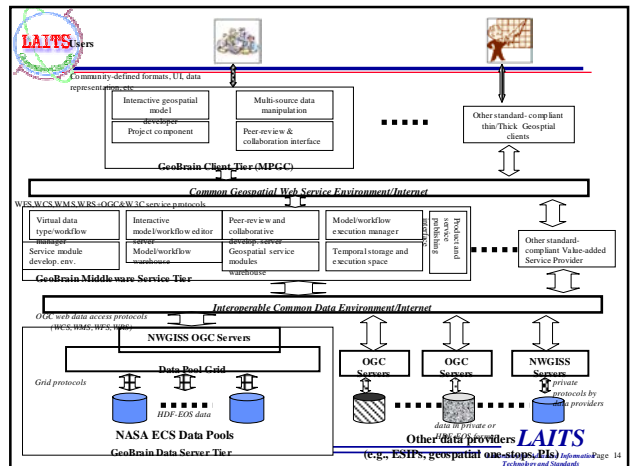 LAITS
Users
Community-defined formats, UI, data
representation, etc
Interactive geospatial
model
developer
Multi-source data
manipulation
Project component
Peer-review &
collaboration interface
Other standard- compliant
thin/Thick Geosptial
clients
GeoBrain Client Tier (MPGC)
Common Geospatial Web Service Environment/Internet
WFS,WCS,WMS,WRS +OGC&W3C service protocols
Virtual data
type/workflow
manager
Interactive
model/workflow editor
server
Peer-review and
collaborative
develop. server
Model/workflow
execution manager
Product and
service
publishing
interface
Service module
develop. env.
Model/workflow
warehouse
Geospatial service
modules
warehouse
Temporal storage and
execution space
Other standard-
compliant Value-added
Service Provider
GeoBrain Middleware Service Tier
Interoperable Common Data Environment/Internet
OGC web data access protocols
(WCS,WMS,WFS,WRS)
NWGISS OGC Servers
Data Pool Grid
Grid protocols
HDF-EOS data
NASA ECS Data Pools
GeoBrain Data Server Tier
OGC
Servers
OGC
Servers
NWGISS
Servers
private
protocols by
data providers
data in private or
HDF-EOS format
Other data providers
(e.g., ESIPs, geospatial one-stops, PIs)
LAITS
Information
Technology and Standards
Page 14